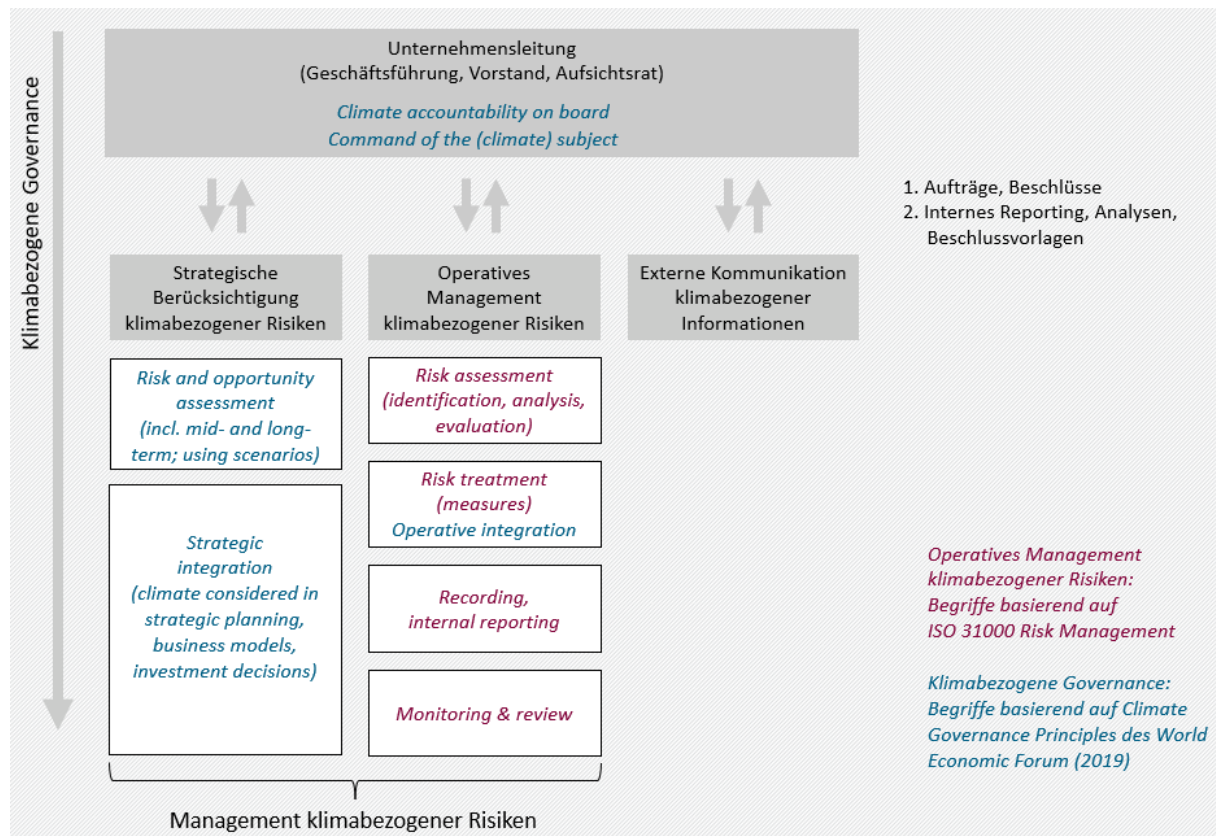 Klimabezogene Governance
Unternehmensleitung
(Geschäftsführung, Vorstand, Aufsichtsrat)
Climate accountability on board
Command of the (climate) subject
1. Aufträge, Beschlüsse
2. Internes Reporting, Analysen,
Beschlussvorlagen
Strategische
Berücksichtigung
klimabezogener Risiken
Operatives
Management
klimabezogener Risiken
Externe Kommunikation
klimabezogener
Informationen
Risk and opportunity
assessment
(incl. mid- and long-
term; using scenarios)
Strategic
integration
(climate considered in
strategic planning,
business models,
investment decisions)
Risk assessment
(identification, analysis,
evaluation)
Risk treatment
(measures)
Operative integration
Recording,
internal reporting
Monitoring & review
Operatives Management
klimabezogener Risiken:
Begriffe basierend auf
ISO 31000 Risk Management
Klimabezogene Governance:
Begriffe basierend auf Climate
Governance Principles des World
Economic Forum (2019)
Management klimabezogener Risiken